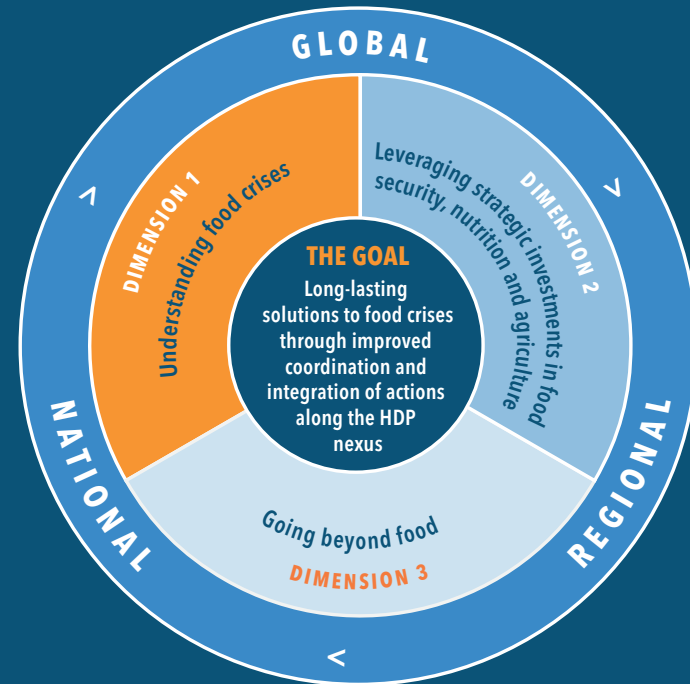 GLOBAL
DIMENSION 1
Understanding food crises
Leveraging strategic investments in food
security, nutrition and agriculture
DIMENSION 2
THE GOAL
Long-lasting
solutions to food crises
through improved
coordination and
integration of actions
along the HDP
nexus
NATIONAL
REGIONAL
Going beyond food
DIMENSION 3